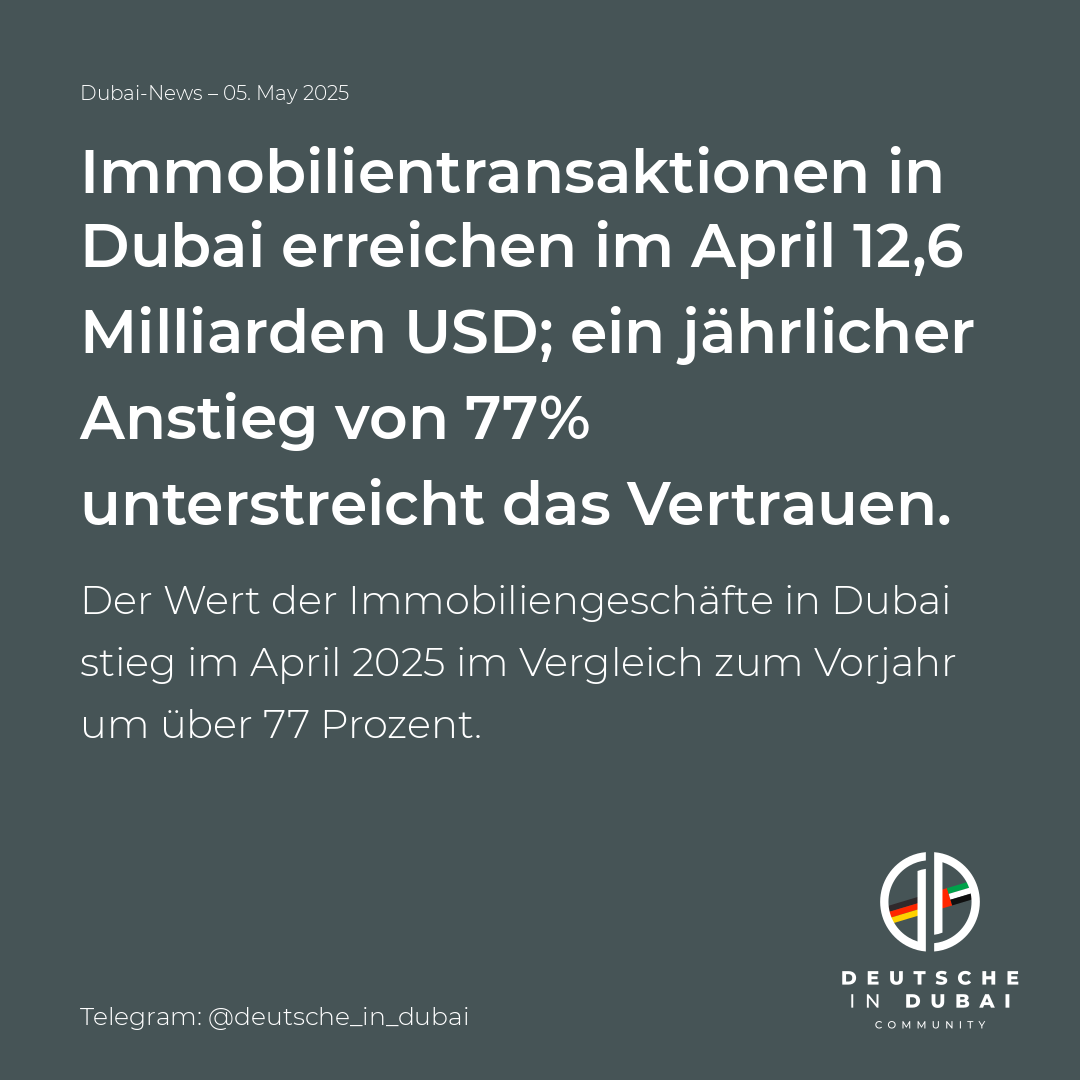 Dubai-News – 05. May 2025
Immobilientransaktionen in
Dubai erreichen im April 12,6
Milliarden USD; ein jährlicher
Anstieg von 77%
unterstreicht das Vertrauen.
Der Wert der Immobiliengeschäfte in Dubai
stieg im April 2025 im Vergleich zum Vorjahr
um über 77 Prozent.
DEUTSCHE
IN DUBAI
COMMUNITY
Telegram: @deutsche_in_dubai